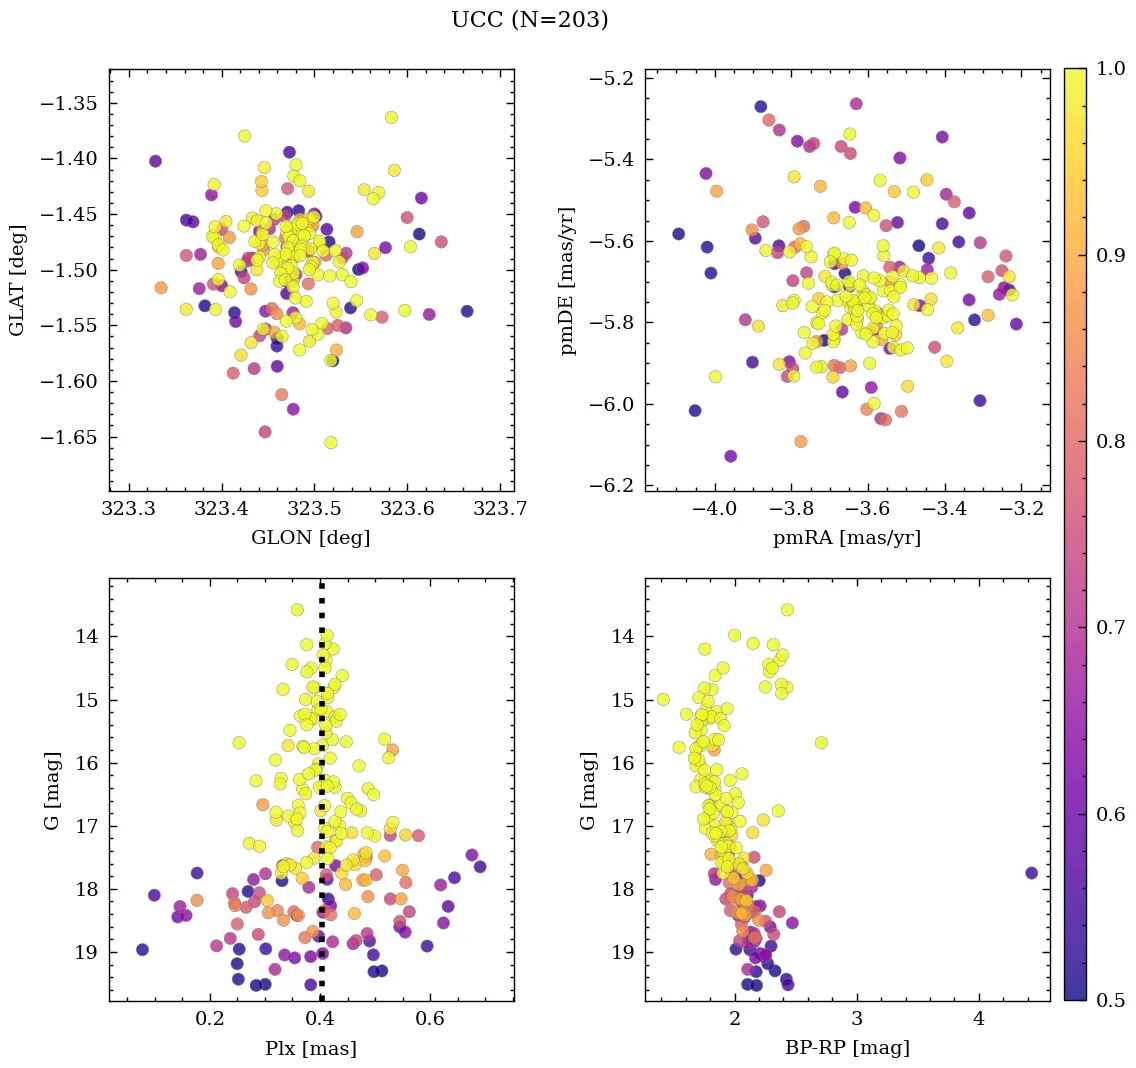 UCC (N=203)
−1.35
−1.40
−1.45
−1.50
−1.55
−1.60
−1.65
GLAT [deg]
323.3 323.4 323.5 323.6 323.7
GLON [deg]
−5.2
−5.4
−5.6
−5.8
−6.0
−6.2
pmDE [mas/yr]
−4.0 −3.8 −3.6 −3.4 −3.2
pmRA [mas/yr]
14
15
16
17
18
19
G [mag]
0.2 0.4 0.6
Plx [mas]
14
15
16
17
18
19
G [mag]
2 3 4
BP-RP [mag]
1.0
0.9
0.8
0.7
0.6
0.5